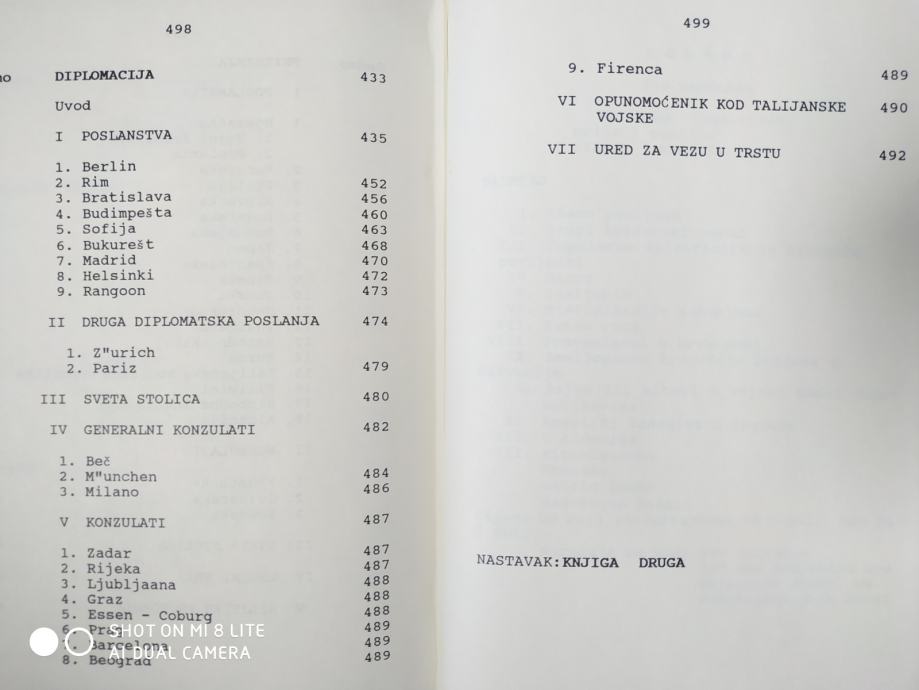 498
no DIPLOMACIJA 433
Uvod
I POSLANSTVA 435
1. Berlin
2. Rim 452
3. Bratislava 456
4. Budimpešta 460
5. Sofija 463
6. Bukurešt 468
7. Madrid 470
8. Helsinki 472
9. Rangoon 473
II DRUGA DIPLOMATSKA POSLANJA 474
1. Z"urich
2. Pariz 479
III SVETA STOLICA 480
IV GENERALNI KONZULATI 482
1. Beč
2. M"unchen 484
3. Milano 486
V KONZULATI 487
1. Zadar 487
2. Rijeka 487
3. Ljubljaana 488
4. Graz 488
5. Essen - Coburg 488
6. Prag 489
7. Barcelona 489
8. Beograd 489
SHOT ON MI 8 LITE
AI DUAL CAMERA
499
9. Firenca 489
VI OPUNOMOĆENIK KOD TALIJANSKE 490
VOJSKE
VII URED ZA VEZU U TRSTU 492
NASTAVAK:KNJIGA DRUGA